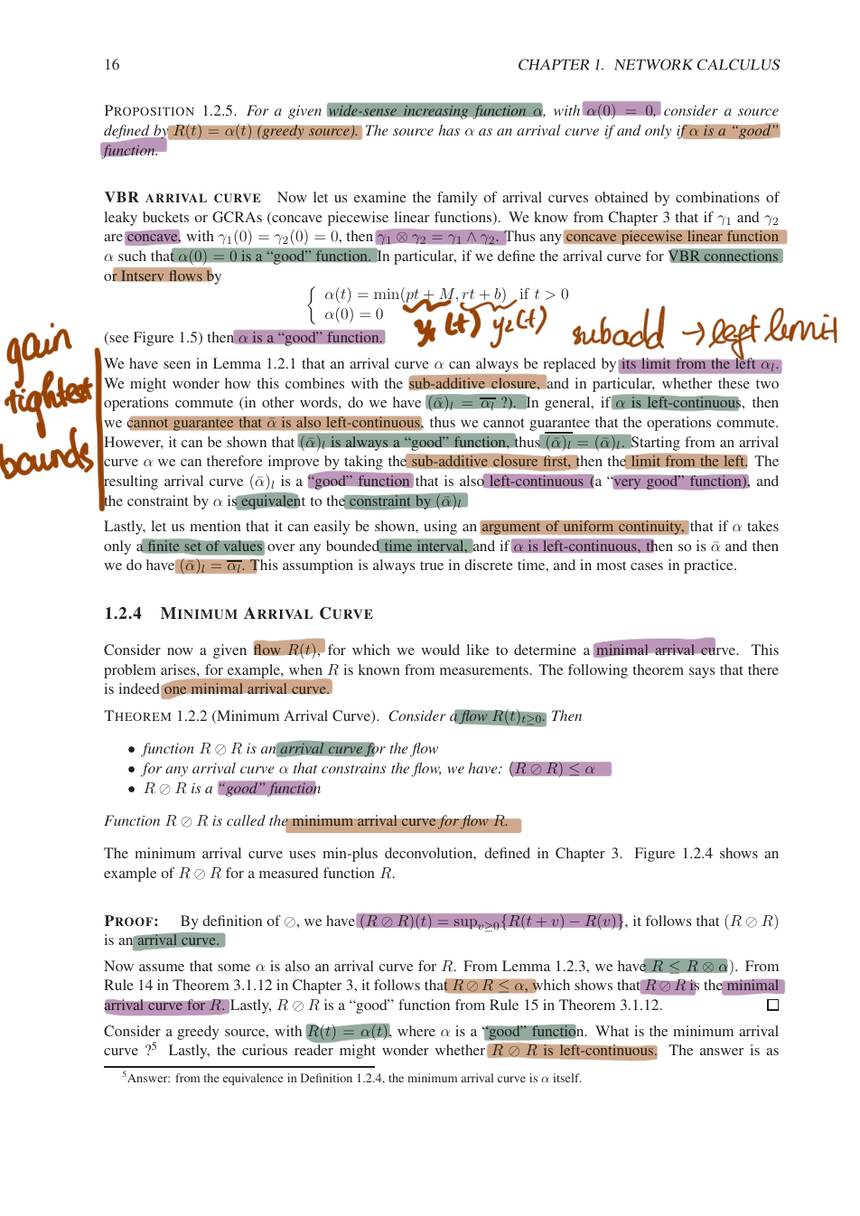 16
CHAPTER 1. NETWORK CALCULUS
PROPOSITION 1.2.5. For a given wide-sense increasing function α, with α(0) = 0, consider a source
defined by R(t) = α(t) (greedy source). The source has α as an arrival curve if and only if α is a “good”
function.
VBR ARRIVAL CURVE Now let us examine the family of arrival curves obtained by combinations of
leaky buckets or GCRAs (concave piecewise linear functions). We know from Chapter 3 that if γ₁ and γ₂
are concave, with γ₁(0) = γ₂(0) = 0, then γ₁ ⊗ γ₂ = γ₁ ∧ γ₂. Thus any concave piecewise linear function
α such that α(0) = 0 is a “good” function. In particular, if we define the arrival curve for VBR connections
or Intserv flows by
{ α(t) = min(pt + M, rt + b) if t > 0
α(0) = 0
γ₁(t) γ₂(t)
subadd → left limit
(see Figure 1.5) then α is a “good” function.
gain
tightest
bounds
We have seen in Lemma 1.2.1 that an arrival curve α can always be replaced by its limit from the left αₗ.
We might wonder how this combines with the sub-additive closure, and in particular, whether these two
operations commute (in other words, do we have (ᾱ)ₗ = \overline{αₗ} ?). In general, if α is left-continuous, then
we cannot guarantee that ᾱ is also left-continuous, thus we cannot guarantee that the operations commute.
However, it can be shown that (ᾱ)ₗ is always a “good” function, thus \overline{(ᾱ)ₗ} = (ᾱ)ₗ. Starting from an arrival
curve α we can therefore improve by taking the sub-additive closure first, then the limit from the left. The
resulting arrival curve (ᾱ)ₗ is a “good” function that is also left-continuous (a “very good” function), and
the constraint by α is equivalent to the constraint by (ᾱ)ₗ
Lastly, let us mention that it can easily be shown, using an argument of uniform continuity, that if α takes
only a finite set of values over any bounded time interval, and if α is left-continuous, then so is ᾱ and then
we do have (ᾱ)ₗ = \overline{αₗ}. This assumption is always true in discrete time, and in most cases in practice.
1.2.4 MINIMUM ARRIVAL CURVE
Consider now a given flow R(t), for which we would like to determine a minimal arrival curve. This
problem arises, for example, when R is known from measurements. The following theorem says that there
is indeed one minimal arrival curve.
THEOREM 1.2.2 (Minimum Arrival Curve). Consider a flow R(t)ₜ≥₀. Then
• function R ⊘ R is an arrival curve for the flow
• for any arrival curve α that constrains the flow, we have: (R ⊘ R) ≤ α
• R ⊘ R is a “good” function
Function R ⊘ R is called the minimum arrival curve for flow R.
The minimum arrival curve uses min-plus deconvolution, defined in Chapter 3. Figure 1.2.4 shows an
example of R ⊘ R for a measured function R.
PROOF: By definition of ⊘, we have (R ⊘ R)(t) = supᵥ≥₀{R(t + v) − R(v)}, it follows that (R ⊘ R)
is an arrival curve.
Now assume that some α is also an arrival curve for R. From Lemma 1.2.3, we have R ≤ R ⊗ α). From
Rule 14 in Theorem 3.1.12 in Chapter 3, it follows that R ⊘ R ≤ α, which shows that R ⊘ R is the minimal
arrival curve for R. Lastly, R ⊘ R is a “good” function from Rule 15 in Theorem 3.1.12. □
Consider a greedy source, with R(t) = α(t), where α is a “good” function. What is the minimum arrival
curve ?⁵ Lastly, the curious reader might wonder whether R ⊘ R is left-continuous. The answer is as
⁵Answer: from the equivalence in Definition 1.2.4, the minimum arrival curve is α itself.